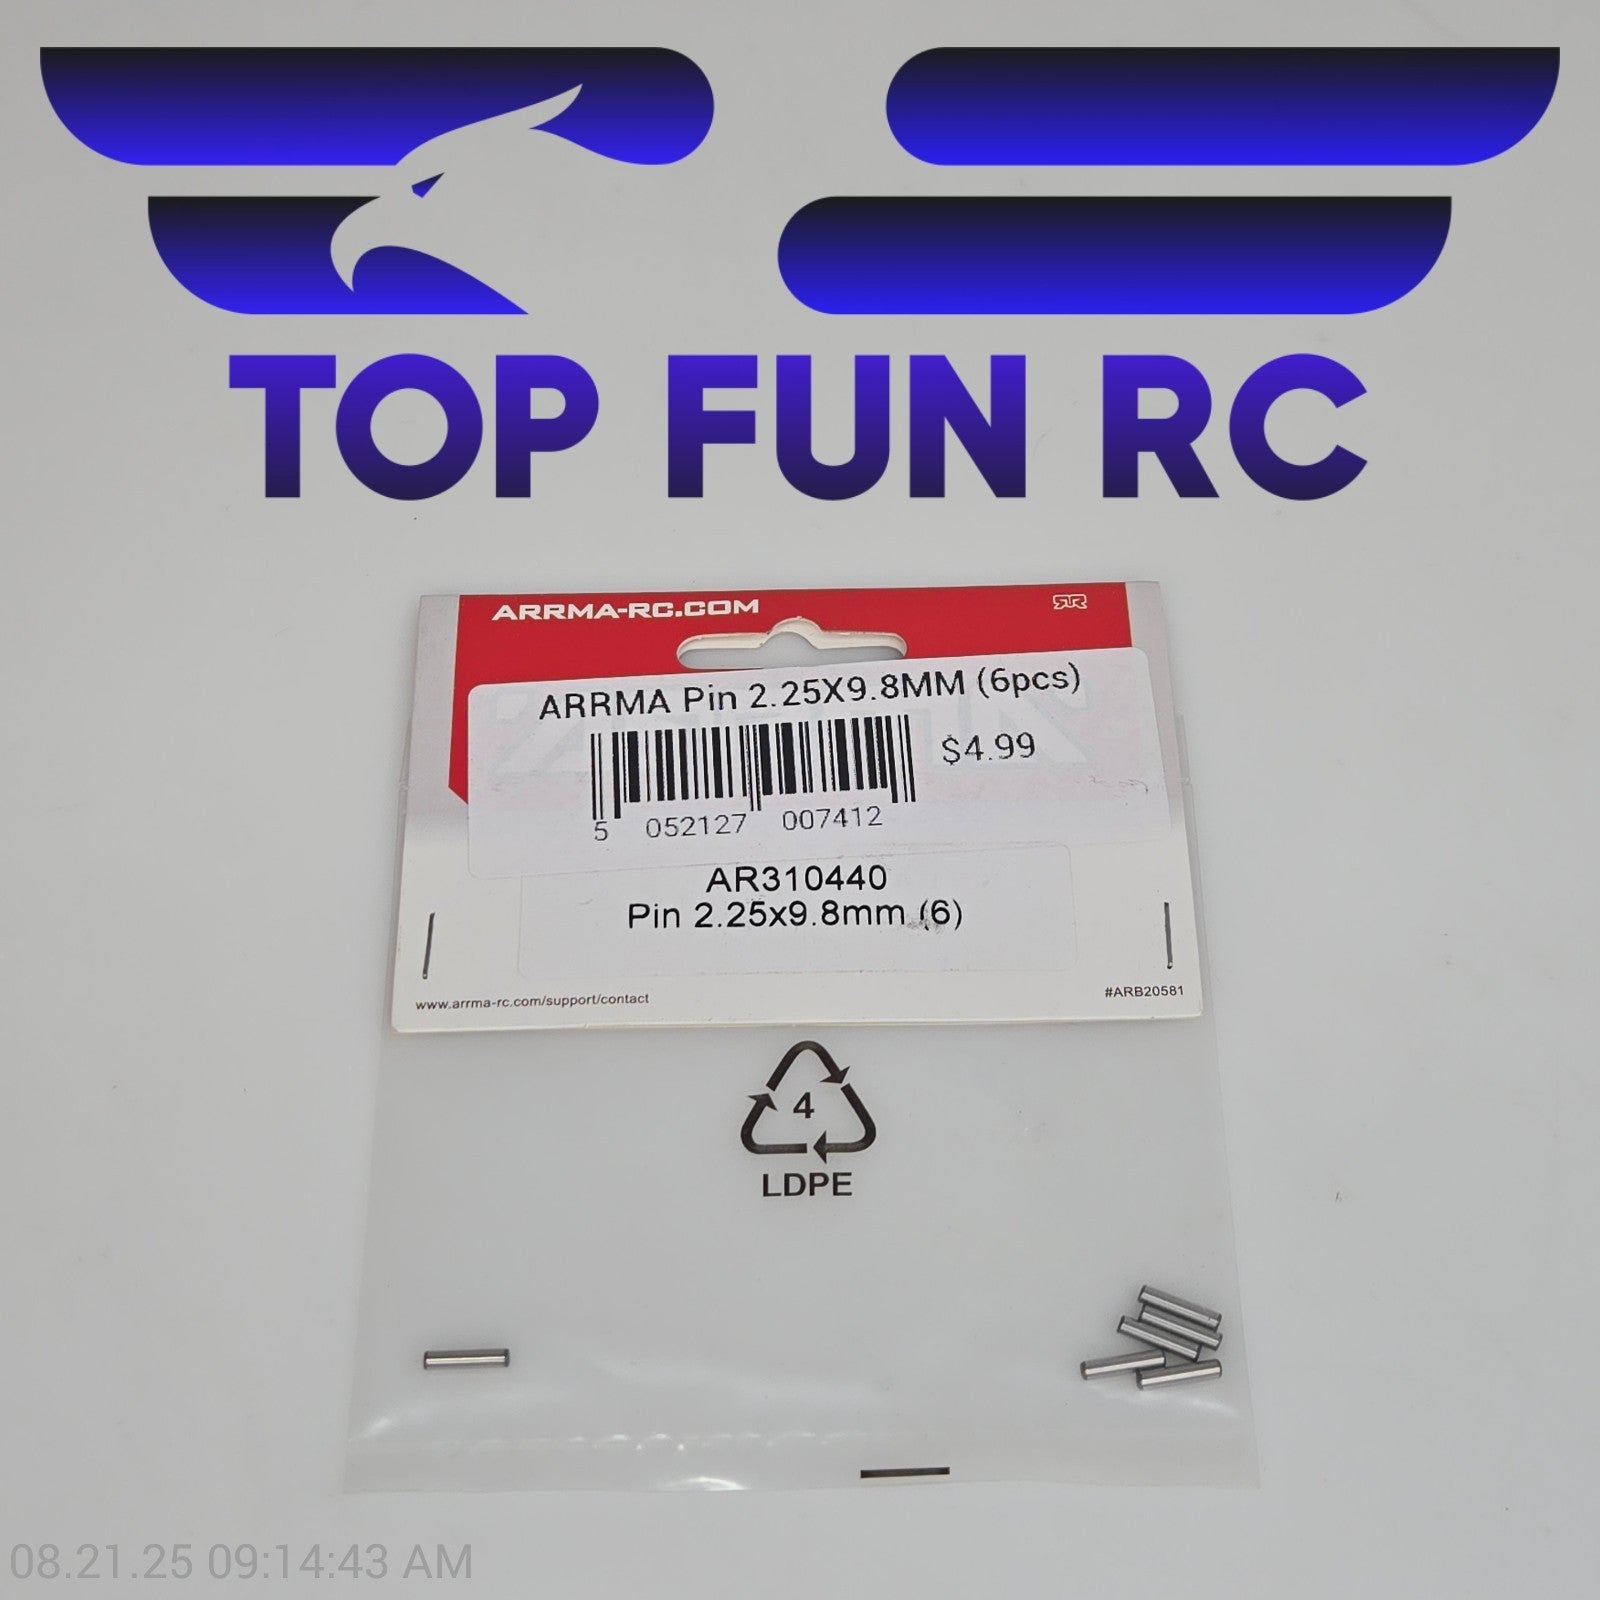 TOP FUN RC
ARRMA-RC.COM
ARRMA Pin 2.25X9.8MM (6pcs)
$4.99
5 052127 007412
AR310440
Pin 2.25x9.8mm (6)
www.arrma-rc.com/support/contact
#ARB20581
4
LDPE
08.21.25 09:14:43 AM